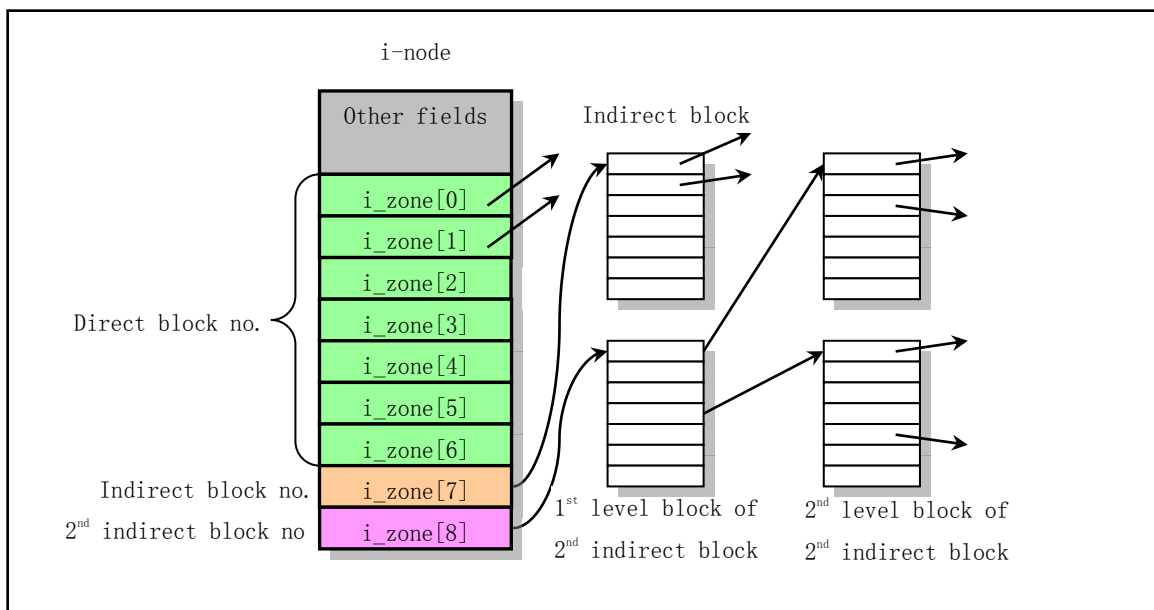 i-node
Other fields
Indirect block
i_zone[0]
i_zone[1]
i_zone[2]
Direct block no.
i_zone[3]
i_zone[4]
i_zone[5]
i_zone[6]
Indirect block no.
i_zone[7]
2nd indirect block no
i_zone[8]
1st level block of
2nd indirect block
2nd level block of
2nd indirect block